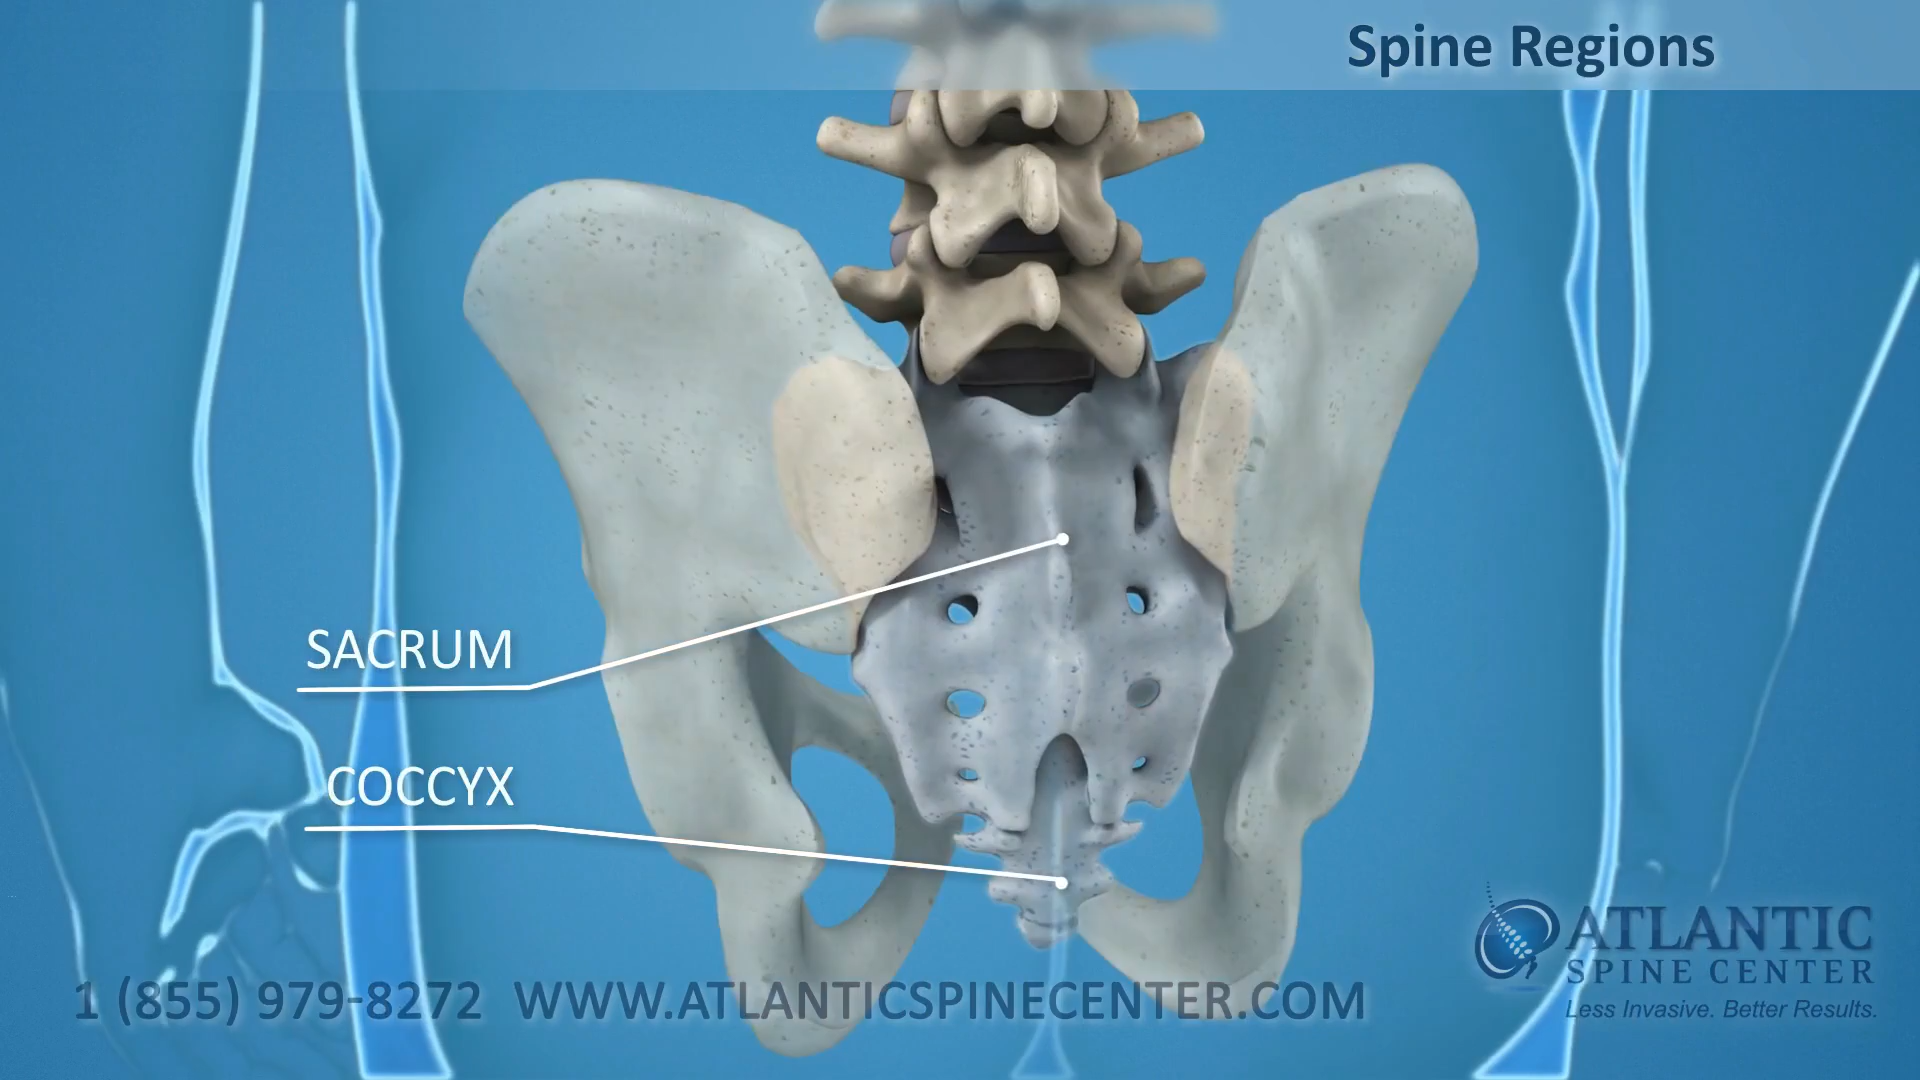 Spine Regions
SACRUM
COCCYX
ATLANTIC
SPINE CENTER
Less Invasive. Better Results.
1 (855) 979-8272 WWW.ATLANTICSPINECENTER.COM